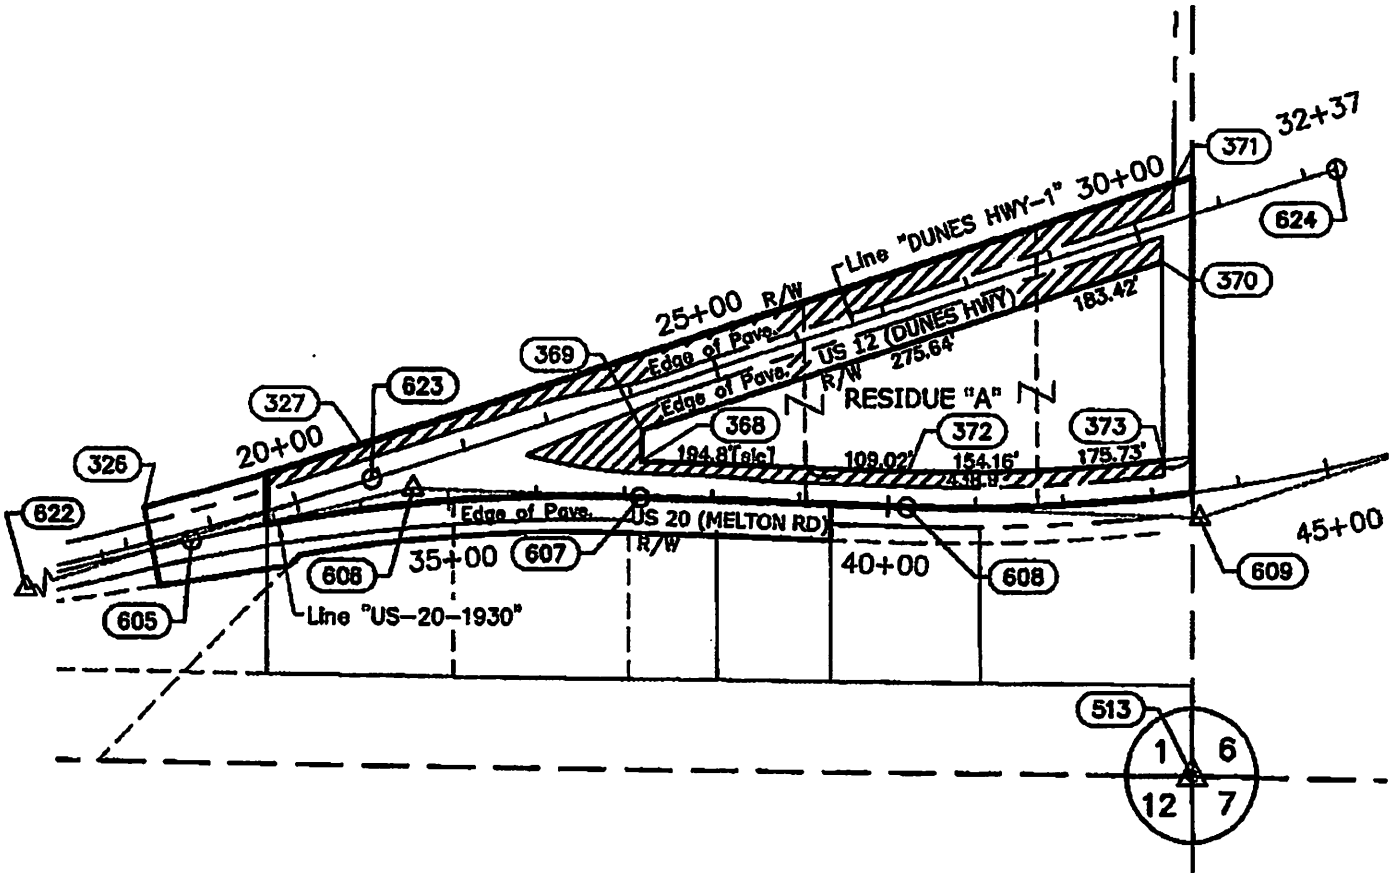 32+37
371
Line "DUNES HWY-1"
30+00
624
25+00
R/W
370
183.42'
Edge of Pave.
US 12 (DUNES HWY)
275.64'
369
Edge of Pave.
R/W
RESIDUE "A"
623
327
20+00
368
372
373
194.8'[sic]
109.02'
154.16'
175.73'
438.9'
326
622
Edge of Pave.
US 20 (MELTON RD)
R/W
45+00
35+00
607
40+00
608
608
609
605
Line "US-20-1930"
513
1
6
12
7